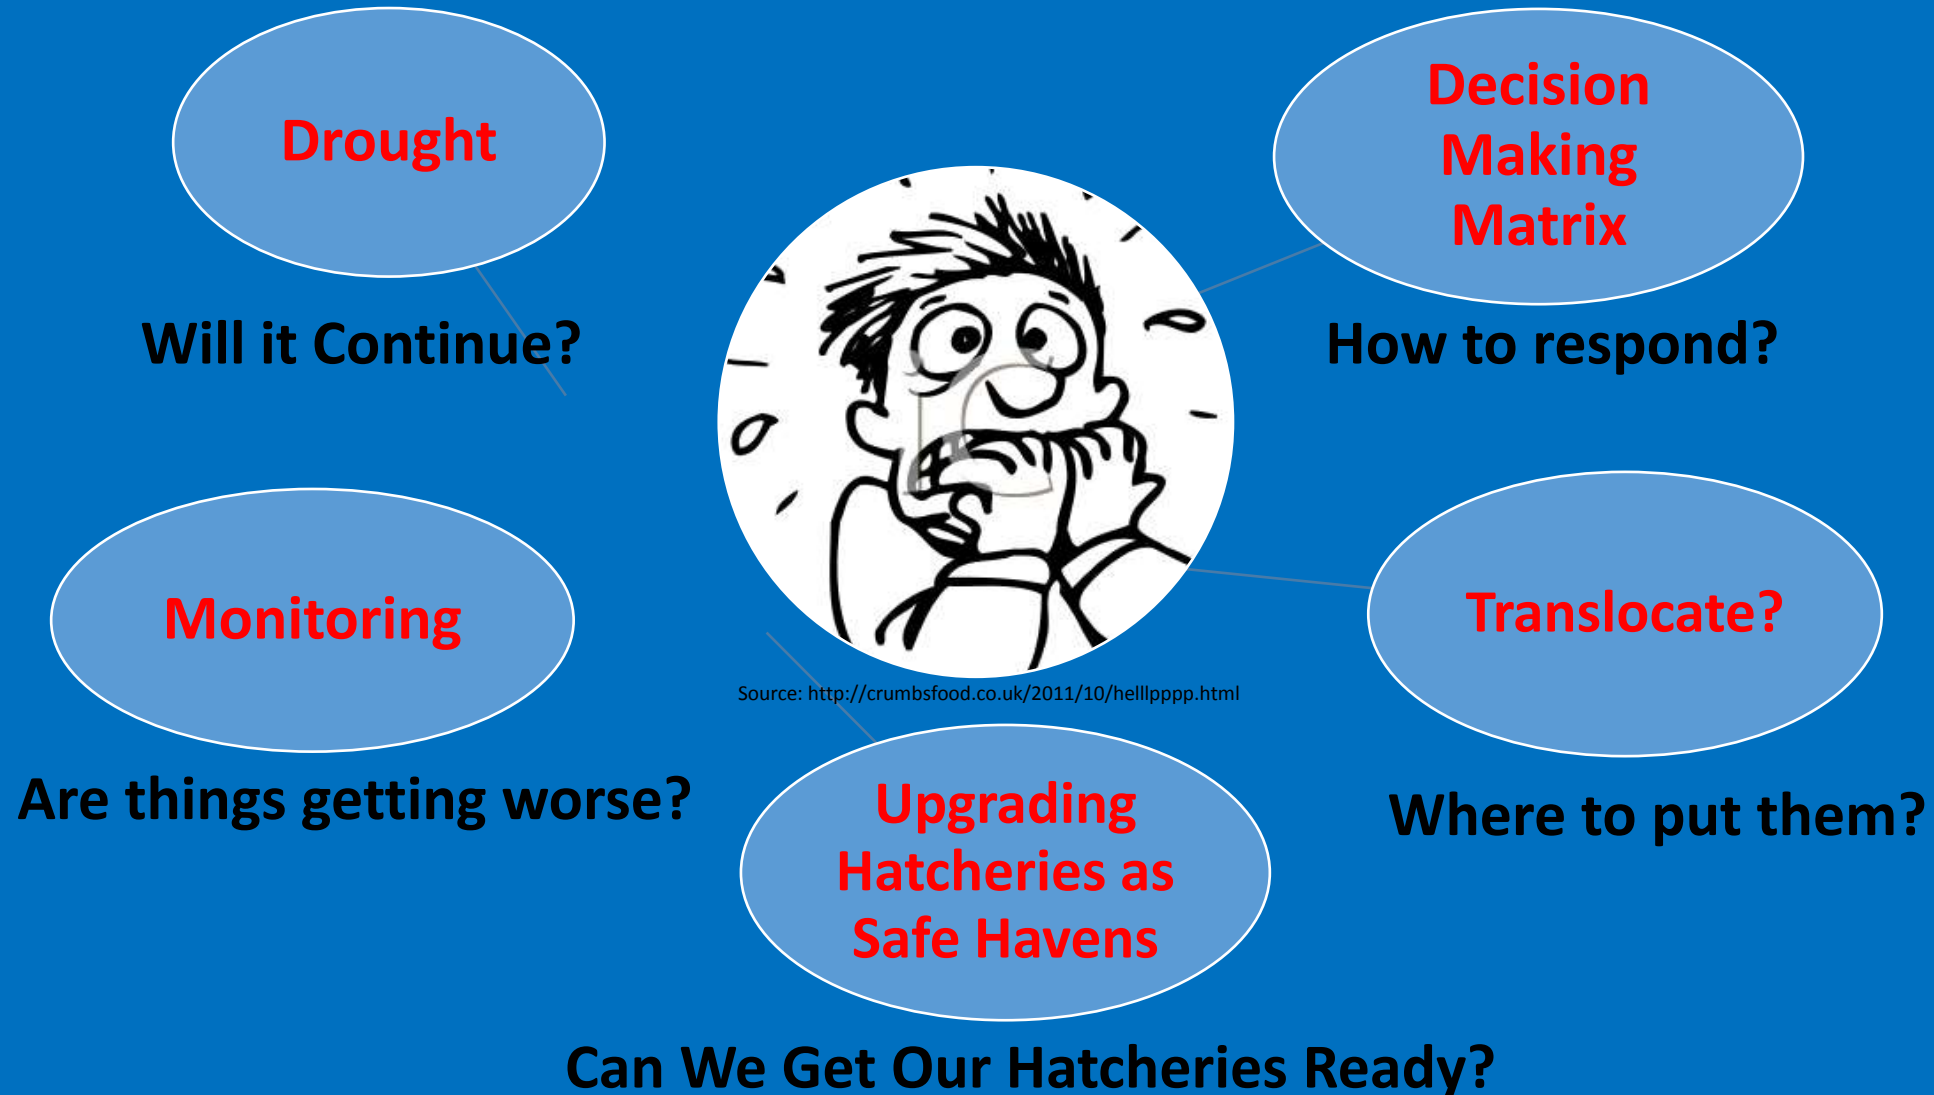 Drought
Will it Continue?
Decision
Making
Matrix
How to respond?
Monitoring
Are things getting worse?
Source: http://crumbsfood.co.uk/2011/10/helllpppp.html
Upgrading
Hatcheries as
Safe Havens
Can We Get Our Hatcheries Ready?
Translocate?
Where to put them?